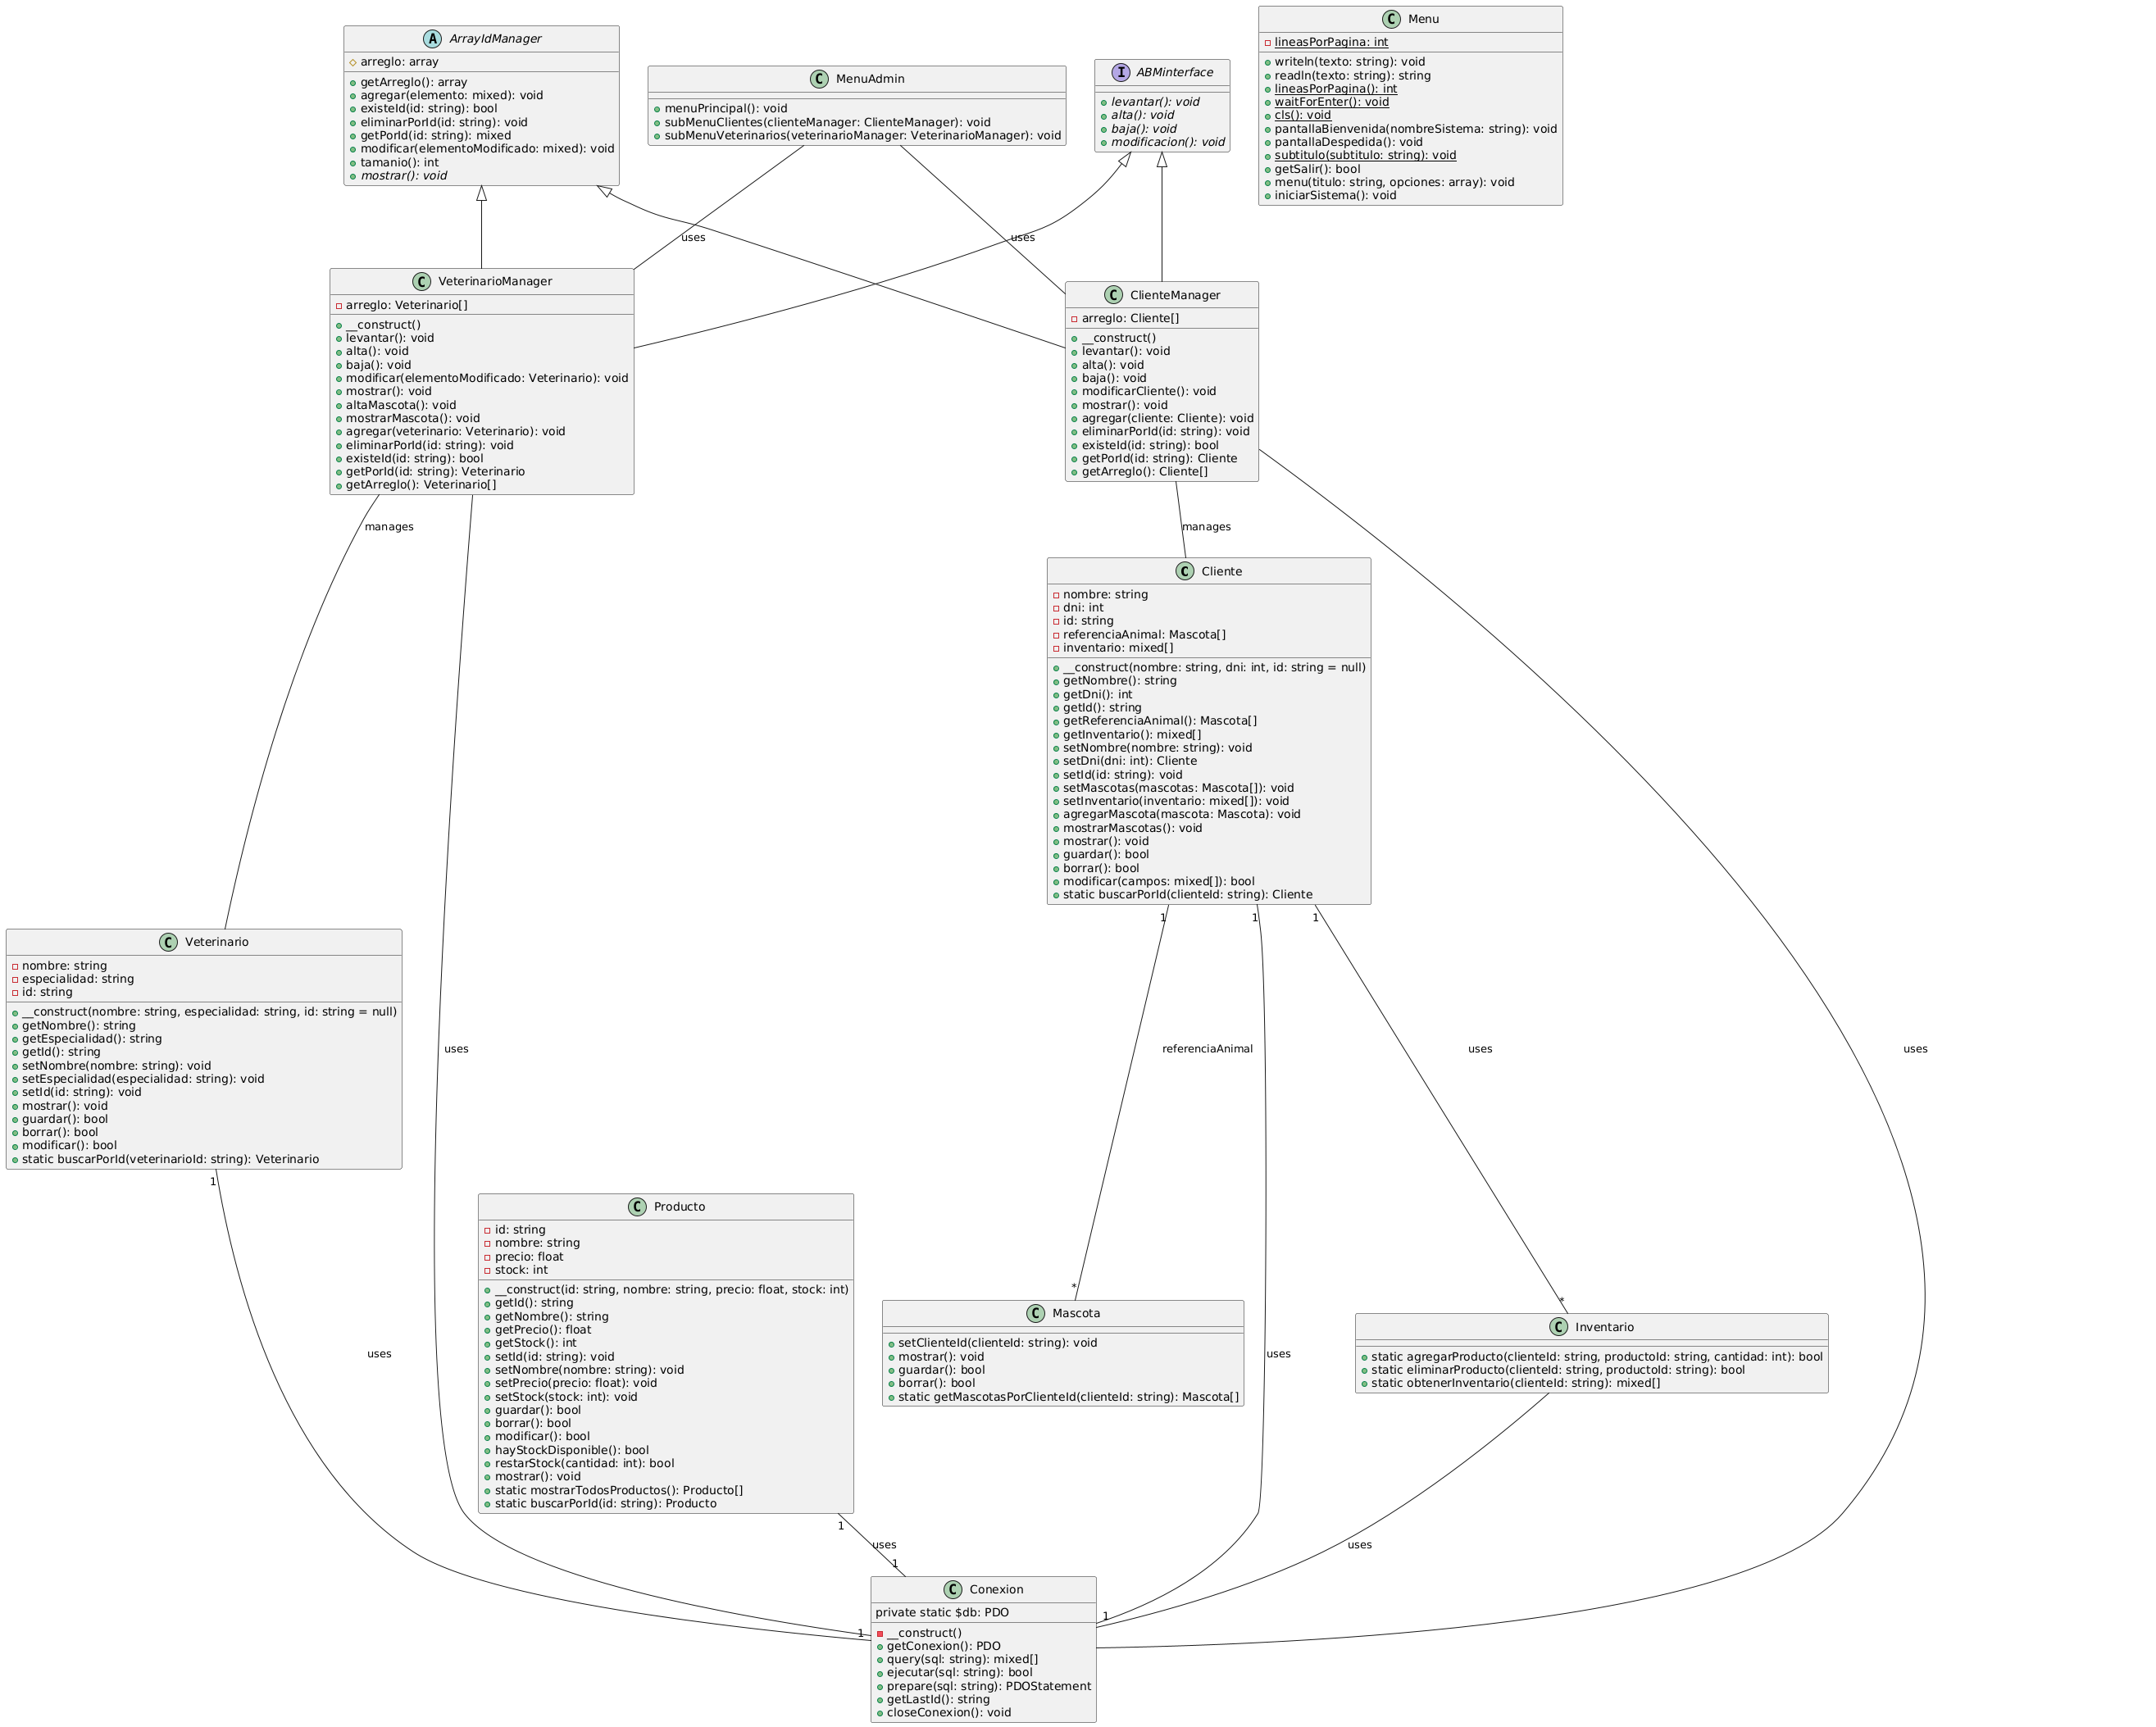 A ArrayIdManager
arreglo: array
getArreglo(): array
agregar(elemento: mixed): void
existeId(id: string): bool
eliminarPorId(id: string): void
getPorId(id: string): mixed
modificar(elementoModificado: mixed): void
tamanio(): int
mostrar(): void
C MenuAdmin
menuPrincipal(): void
subMenuClientes(clienteManager: ClienteManager): void
subMenuVeterinarios(veterinarioManager: VeterinarioManager): void
I ABMinterface
levantar(): void
alta(): void
baja(): void
modificacion(): void
C Menu
lineasPorPagina: int
writeln(texto: string): void
readln(texto: string): string
lineasPorPagina(): int
waitForEnter(): void
cls(): void
pantallaBienvenida(nombreSistema: string): void
pantallaDespedida(): void
subtitulo(subtitulo: string): void
getSalir(): bool
menu(titulo: string, opciones: array): void
iniciarSistema(): void
uses
uses
C VeterinarioManager
arreglo: Veterinario[]
__construct()
levantar(): void
alta(): void
baja(): void
modificar(elementoModificado: Veterinario): void
mostrar(): void
altaMascota(): void
mostrarMascota(): void
agregar(veterinario: Veterinario): void
eliminarPorId(id: string): void
existeId(id: string): bool
getPorId(id: string): Veterinario
getArreglo(): Veterinario[]
C ClienteManager
arreglo: Cliente[]
__construct()
levantar(): void
alta(): void
baja(): void
modificarCliente(): void
mostrar(): void
agregar(cliente: Cliente): void
eliminarPorId(id: string): void
existeId(id: string): bool
getPorId(id: string): Cliente
getArreglo(): Cliente[]
manages
manages
C Cliente
nombre: string
dni: int
id: string
referenciaAnimal: Mascota[]
inventario: mixed[]
__construct(nombre: string, dni: int, id: string = null)
getNombre(): string
getDni(): int
getId(): string
getReferenciaAnimal(): Mascota[]
getInventario(): mixed[]
setNombre(nombre: string): void
setDni(dni: int): Cliente
setId(id: string): void
setMascotas(mascotas: Mascota[]): void
setInventario(inventario: mixed[]): void
agregarMascota(mascota: Mascota): void
mostrarMascotas(): void
mostrar(): void
guardar(): bool
borrar(): bool
modificar(campos: mixed[]): bool
static buscarPorId(clienteId: string): Cliente
1
1
1
C Veterinario
nombre: string
especialidad: string
id: string
__construct(nombre: string, especialidad: string, id: string = null)
getNombre(): string
getEspecialidad(): string
getId(): string
setNombre(nombre: string): void
setEspecialidad(especialidad: string): void
setId(id: string): void
mostrar(): void
guardar(): bool
borrar(): bool
modificar(): bool
static buscarPorId(veterinarioId: string): Veterinario
1
uses
referenciaAnimal
uses
uses
C Producto
id: string
nombre: string
precio: float
stock: int
__construct(id: string, nombre: string, precio: float, stock: int)
getId(): string
getNombre(): string
getPrecio(): float
getStock(): int
setId(id: string): void
setNombre(nombre: string): void
setPrecio(precio: float): void
setStock(stock: int): void
guardar(): bool
borrar(): bool
modificar(): bool
hayStockDisponible(): bool
restarStock(cantidad: int): bool
mostrar(): void
static mostrarTodosProductos(): Producto[]
static buscarPorId(id: string): Producto
*
C Mascota
setClienteId(clienteId: string): void
mostrar(): void
guardar(): bool
borrar(): bool
static getMascotasPorClienteId(clienteId: string): Mascota[]
*
C Inventario
static agregarProducto(clienteId: string, productoId: string, cantidad: int): bool
static eliminarProducto(clienteId: string, productoId: string): bool
static obtenerInventario(clienteId: string): mixed[]
uses
uses
1
uses
1
uses
1
1
C Conexion
private static $db: PDO
__construct()
getConexion(): PDO
query(sql: string): mixed[]
ejecutar(sql: string): bool
prepare(sql: string): PDOStatement
getLastId(): string
closeConexion(): void